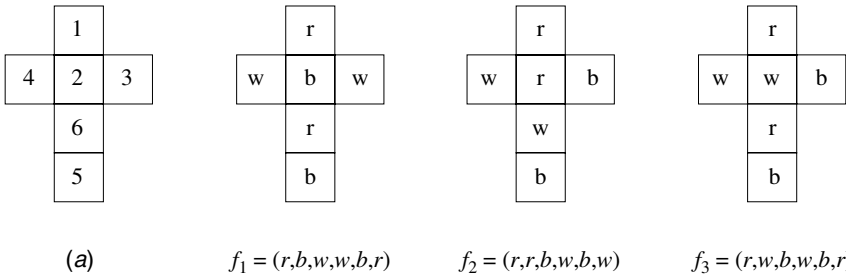 1 r r r
4 2 3 w b w w r b w w b
6 r w r
5 b b b
(a) f1 = (r,b,w,w,b,r) f2 = (r,r,b,w,b,w) f3 = (r,w,b,w,b,r